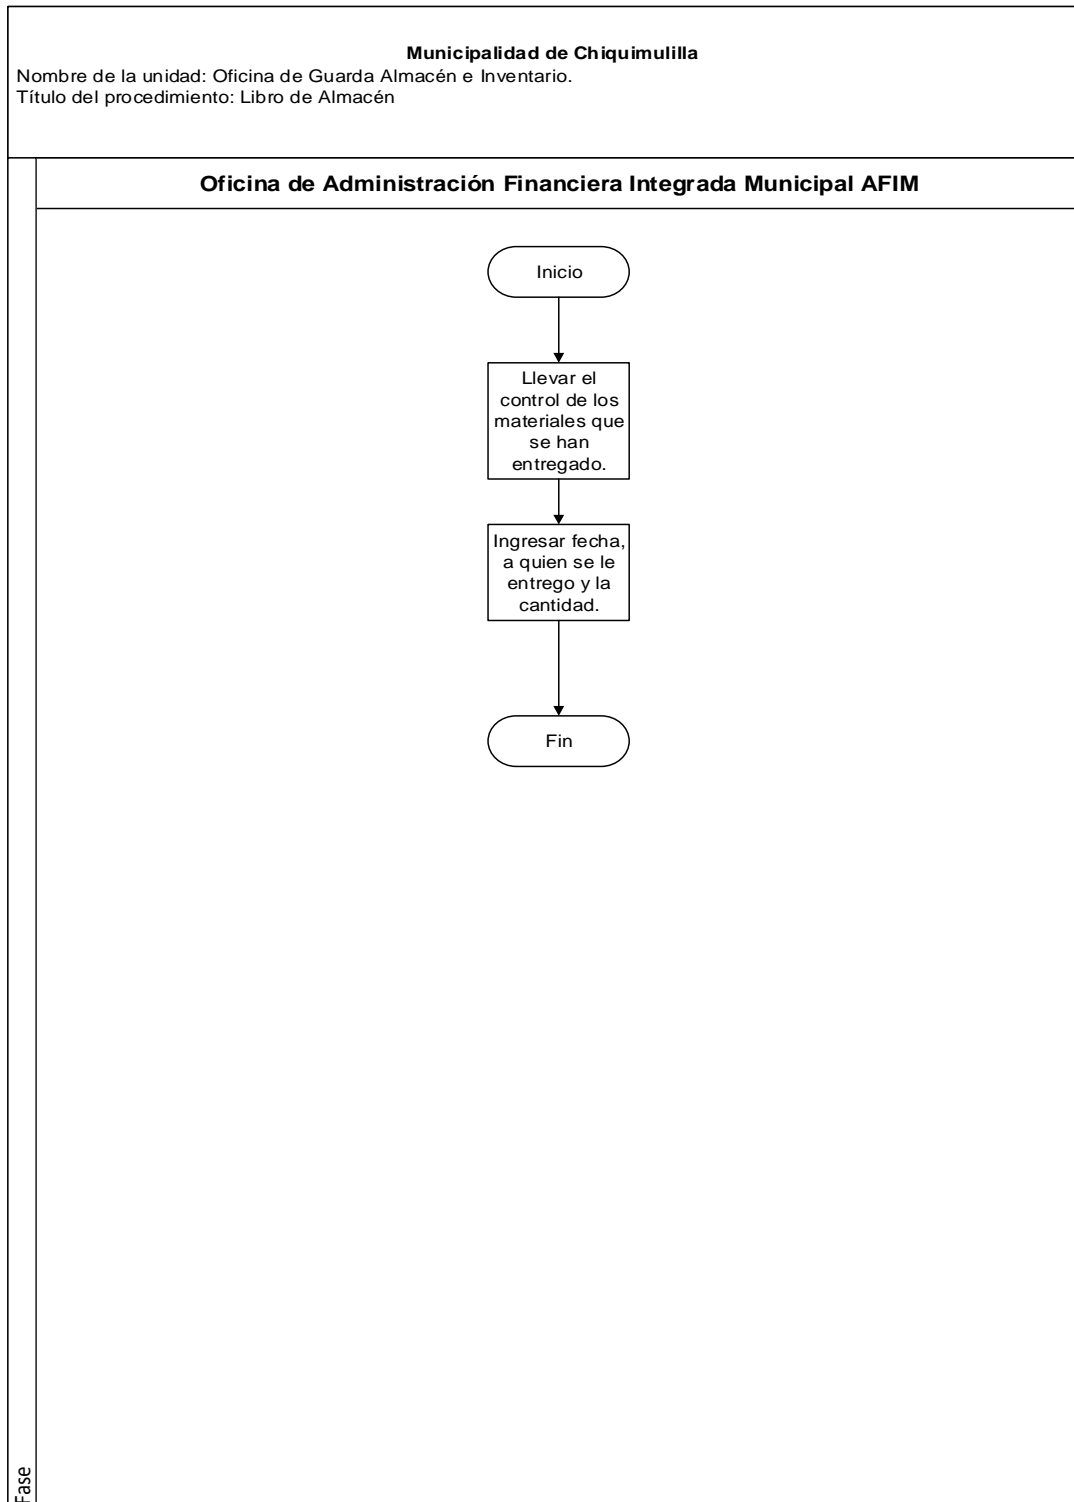 Municipalidad de Chiquimulilla
Nombre de la unidad: Oficina de Guarda Almacén e Inventario.
Título del procedimiento: Libro de Almacén
Oficina de Administración Financiera Integrada Municipal AFIM
Inicio
Llevar el
control de los
materiales que
se han
entregado.
Ingresar fecha,
a quien se le
entrego y la
cantidad.
Fin
Fase